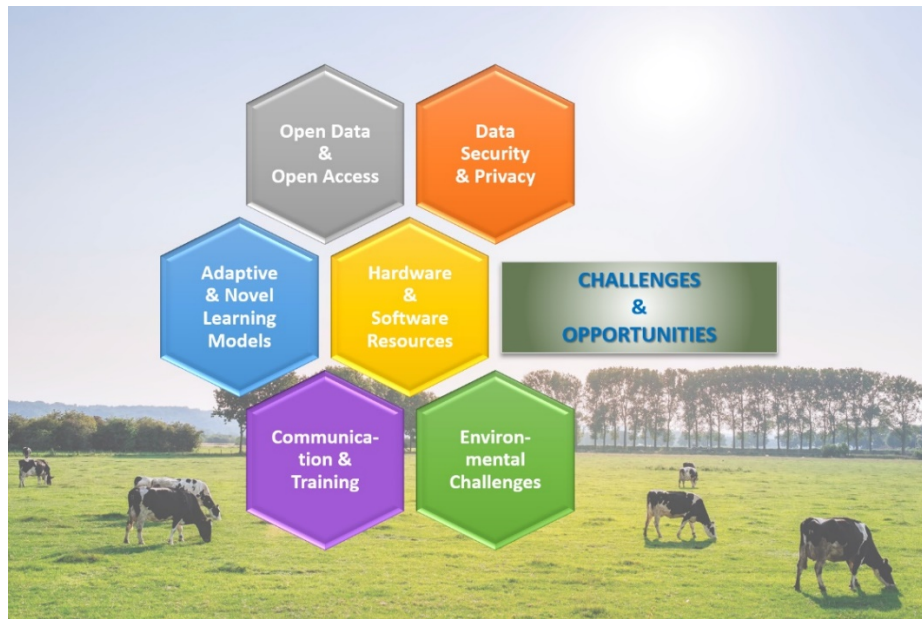 Open Data
&
Open Access
Data
Security
& Privacy
Adaptive
& Novel
Learning
Models
Hardware
&
Software
Resources
CHALLENGES
&
OPPORTUNITIES
Communica-
tion &
Training
Environ-
mental
Challenges